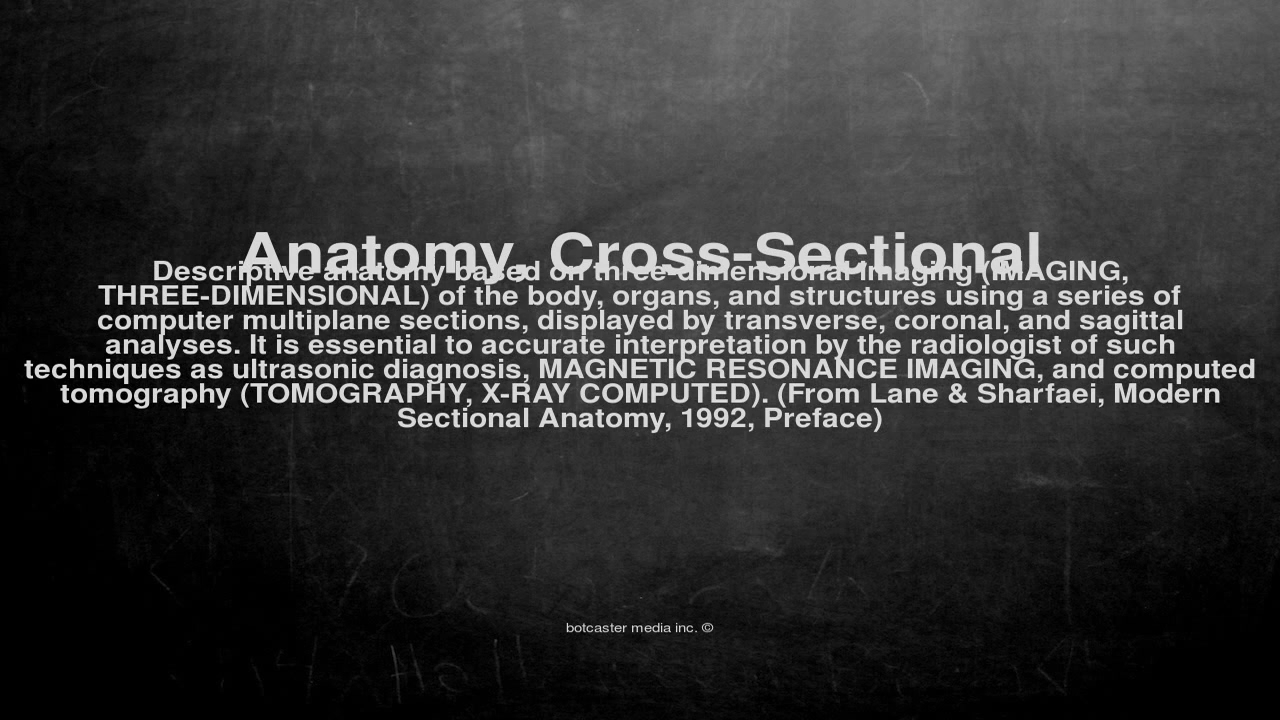 Anatomy, Cross-Sectional
Descriptive anatomy based on three-dimensional imaging (IMAGING,
THREE-DIMENSIONAL) of the body, organs, and structures using a series of
computer multiplane sections, displayed by transverse, coronal, and sagittal
analyses. It is essential to accurate interpretation by the radiologist of such
techniques as ultrasonic diagnosis, MAGNETIC RESONANCE IMAGING, and computed
tomography (TOMOGRAPHY, X-RAY COMPUTED). (From Lane & Sharfaei, Modern
Sectional Anatomy, 1992, Preface)
botcaster media inc. ©